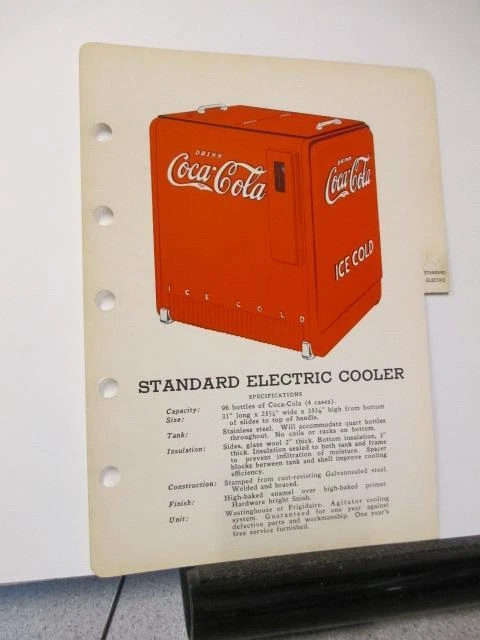 DRINK
Coca-Cola
DRINK
Coca-Cola
ICE COLD
ICE COLD
STANDARD
ELECTRIC
STANDARD ELECTRIC COOLER
SPECIFICATIONS
Capacity: 96 bottles of Coca-Cola (4 cases).
Size: 31" long x 25¼" wide x 35⅜" high from bottom
of slides to top of handle.
Tank: Stainless steel. Will accommodate quart bottles
throughout. No coils or racks on bottom.
Insulation: Sides, glass wool 2" thick. Bottom insulation, 3"
thick. Insulation sealed to both tank and frame
to prevent infiltration of moisture. Spacer
blocks between tank and shell improve cooling
efficiency.
Construction: Stamped from rust-resisting Galvannealed steel.
Welded and braced.
Finish: High-baked enamel over high-baked primer.
Hardware bright finish.
Unit: Westinghouse or Frigidaire. Agitator cooling
system. Guaranteed for one year against
defective parts and workmanship. One year's
free service furnished.